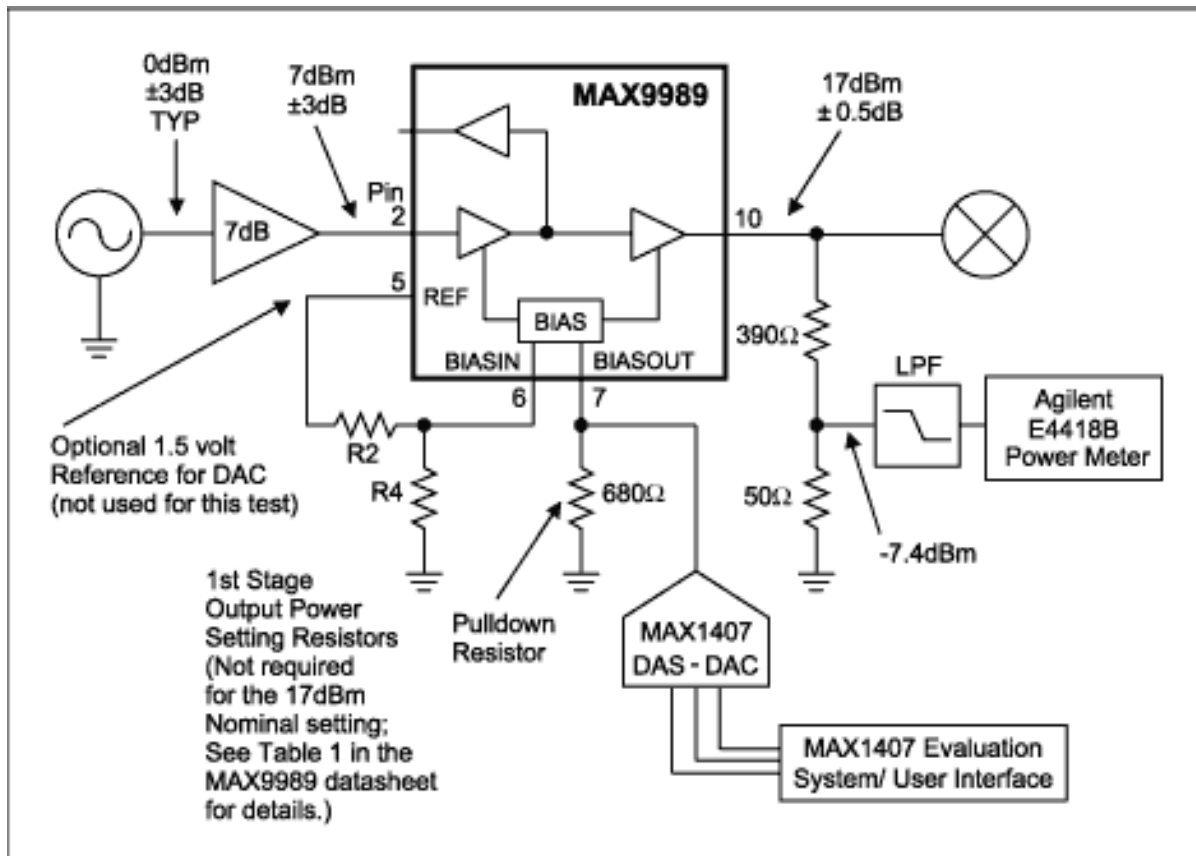 0dBm
±3dB
TYP
7dBm
±3dB
MAX9989
17dBm
± 0.5dB
Pin
2
7dB
10
5
REF
BIAS
390Ω
BIASIN
BIASOUT
LPF
6
7
Agilent
E4418B
Power Meter
Optional 1.5 volt
Reference for DAC
(not used for this test)
R2
R4
680Ω
50Ω
-7.4dBm
1st Stage
Output Power
Setting Resistors
(Not required
for the 17dBm
Nominal setting;
See Table 1 in the
MAX9989 datasheet
for details.)
Pulldown
Resistor
MAX1407
DAS - DAC
MAX1407 Evaluation
System/ User Interface